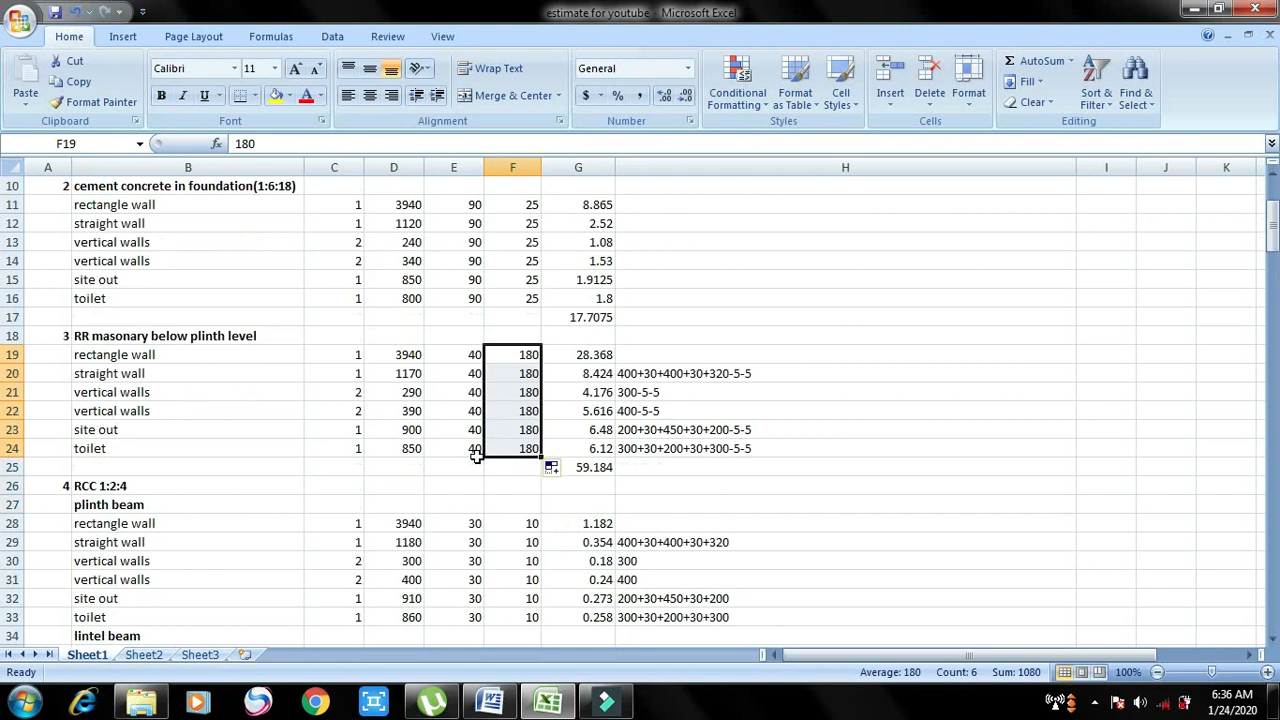 estimate for youtube - Microsoft Excel
Home Insert Page Layout Formulas Data Review View
Paste
Cut
Copy
Format Painter
Clipboard
Calibri 11
B I U
Font
Wrap Text
Merge & Center
Alignment
General
$ % ,
Number
Conditional Formatting
Format as Table
Cell Styles
Styles
Insert Delete Format
Cells
AutoSum
Fill
Clear
Sort & Filter
Find & Select
Editing
F19 fx 180
A B C D E F G H I J K
10 2 cement concrete in foundation(1:6:18)
11 rectangle wall 1 3940 90 25 8.865
12 straight wall 1 1120 90 25 2.52
13 vertical walls 2 240 90 25 1.08
14 vertical walls 2 340 90 25 1.53
15 site out 1 850 90 25 1.9125
16 toilet 1 800 90 25 1.8
17 17.7075
18 3 RR masonary below plinth level
19 rectangle wall 1 3940 40 180 28.368
20 straight wall 1 1170 40 180 8.424 400+30+400+30+320-5-5
21 vertical walls 2 290 40 180 4.176 300-5-5
22 vertical walls 2 390 40 180 5.616 400-5-5
23 site out 1 900 40 180 6.48 200+30+450+30+200-5-5
24 toilet 1 850 40 180 6.12 300+30+200+30+300-5-5
25 59.184
26 4 RCC 1:2:4
27 plinth beam
28 rectangle wall 1 3940 30 10 1.182
29 straight wall 1 1180 30 10 0.354 400+30+400+30+320
30 vertical walls 2 300 30 10 0.18 300
31 vertical walls 2 400 30 10 0.24 400
32 site out 1 910 30 10 0.273 200+30+450+30+200
33 toilet 1 860 30 10 0.258 300+30+200+30+300
34 lintel beam
Sheet1 Sheet2 Sheet3
Ready Average: 180 Count: 6 Sum: 1080 100%
6:36 AM
1/24/2020